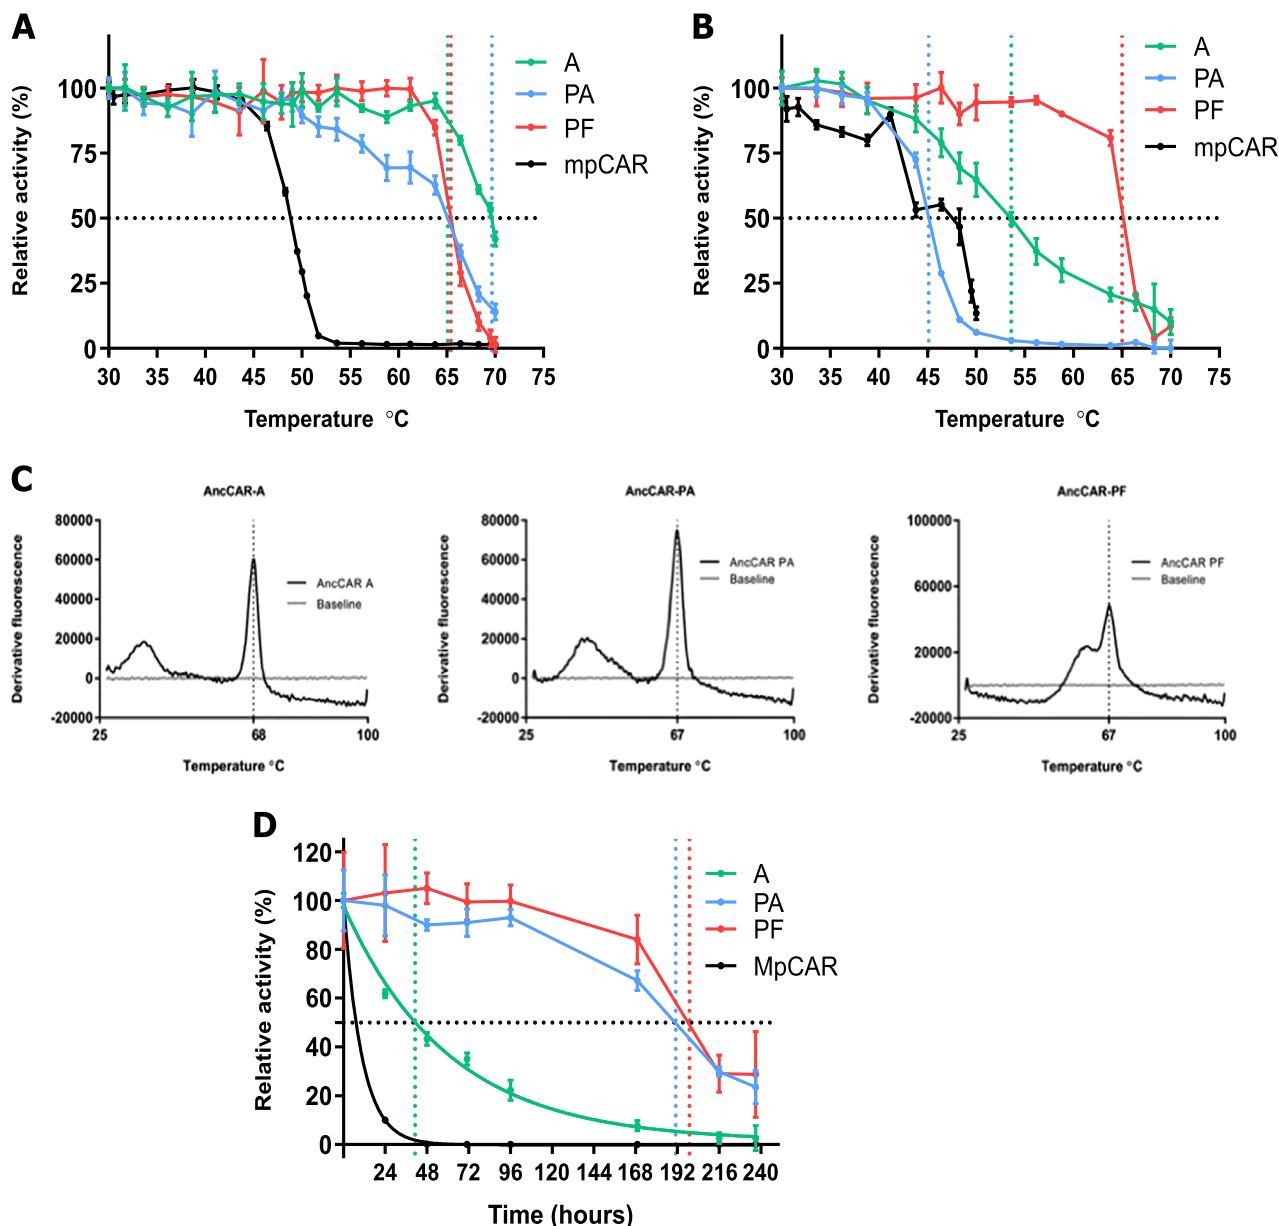 A
Relative activity (%)
100
75
50
25
0
30 35 40 45 50 55 60 65 70 75
Temperature °C
A
PA
PF
mpCAR
B
Relative activity (%)
100
75
50
25
0
30 35 40 45 50 55 60 65 70 75
Temperature °C
A
PA
PF
mpCAR
C
AncCAR-A
Derivative fluorescence
80000
60000
40000
20000
0
-20000
25 68 100
Temperature °C
AncCAR A
Baseline
AncCAR-PA
Derivative fluorescence
80000
60000
40000
20000
0
-20000
25 67 100
Temperature °C
AncCAR PA
Baseline
AncCAR-PF
Derivative fluorescence
100000
60000
20000
-20000
25 67 100
Temperature °C
AncCAR PF
Baseline
D
Relative activity (%)
120
100
80
60
40
20
0
24 48 72 96 120 144 168 192 216 240
Time (hours)
A
PA
PF
MpCAR